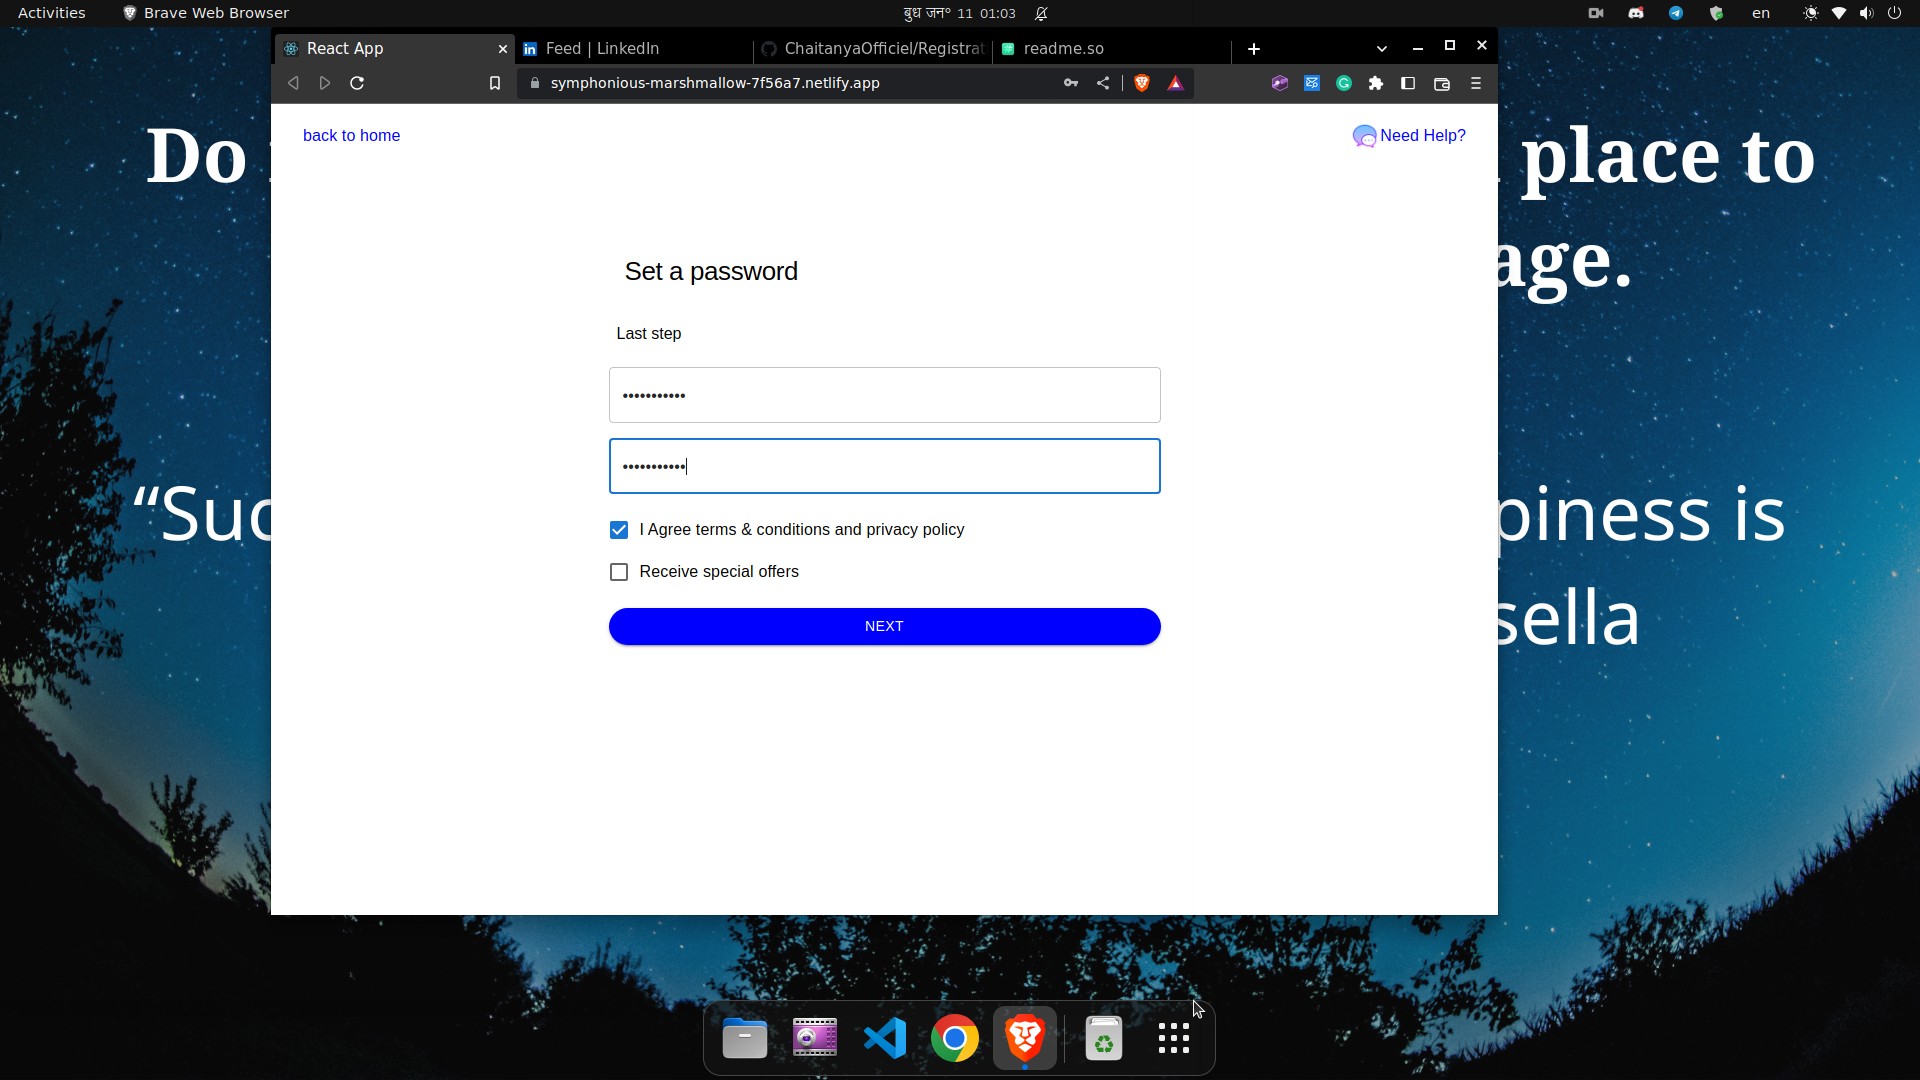 Activities
Brave Web Browser
बुध जन° 11 01:03
en
React App
Feed | LinkedIn
ChaitanyaOfficiel/Registrat
readme.so
symphonious-marshmallow-7f56a7.netlify.app
back to home
Need Help?
Do
place to
age.
Set a password
Last step
“Suc
piness is
sella
I Agree terms & conditions and privacy policy
Receive special offers
NEXT